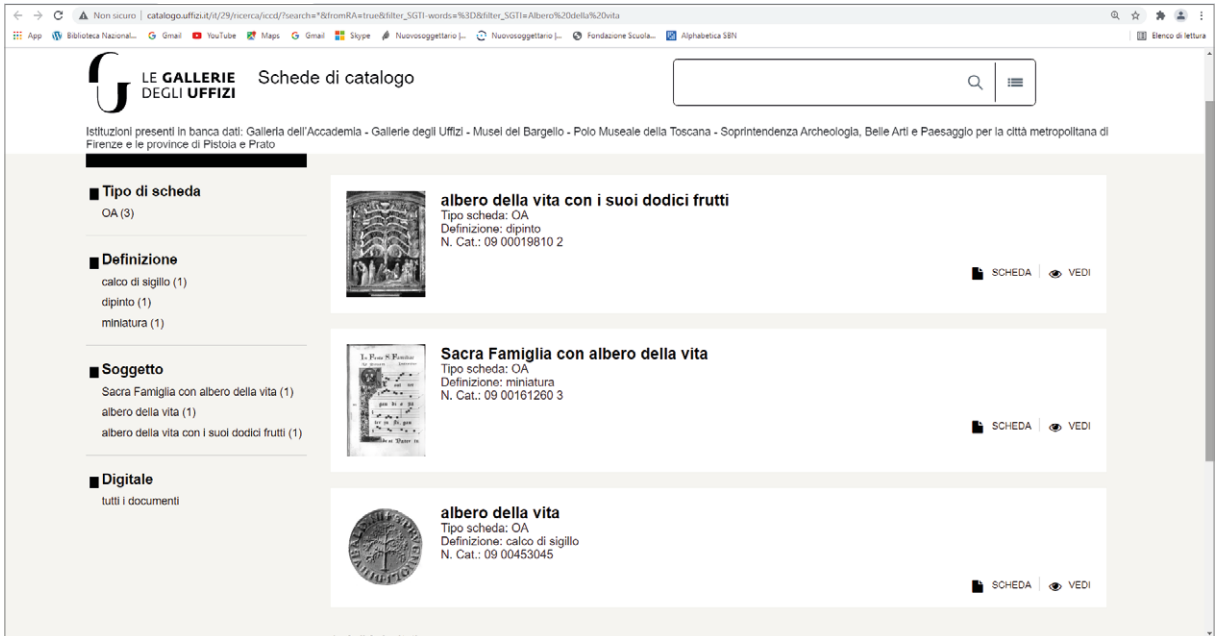 Non sicuro | catalogo.uffizi.it/it/29/ricerca/iccd/?search=*&fromRA=true&filter_SGTI-words=%3D&filter_SGTI=Albero%20della%20vita
App Biblioteca Nazional... Gmail YouTube Maps Gmail Skype Nuovosoggettario |... Nuovosoggettario |... Fondazione Scuola... Alphabetica SBN Elenco di lettura
LE GALLERIE
DEGLI UFFIZI
Schede di catalogo
Istituzioni presenti in banca dati: Galleria dell'Accademia - Gallerie degli Uffizi - Musei del Bargello - Polo Museale della Toscana - Soprintendenza Archeologia, Belle Arti e Paesaggio per la città metropolitana di
Firenze e le province di Pistoia e Prato
Tipo di scheda
OA (3)
Definizione
calco di sigillo (1)
dipinto (1)
miniatura (1)
Soggetto
Sacra Famiglia con albero della vita (1)
albero della vita (1)
albero della vita con i suoi dodici frutti (1)
Digitale
tutti i documenti
albero della vita con i suoi dodici frutti
Tipo scheda: OA
Definizione: dipinto
N. Cat.: 09 00019810 2
SCHEDA VEDI
Sacra Famiglia con albero della vita
Tipo scheda: OA
Definizione: miniatura
N. Cat.: 09 00161260 3
SCHEDA VEDI
albero della vita
Tipo scheda: OA
Definizione: calco di sigillo
N. Cat.: 09 00453045
SCHEDA VEDI